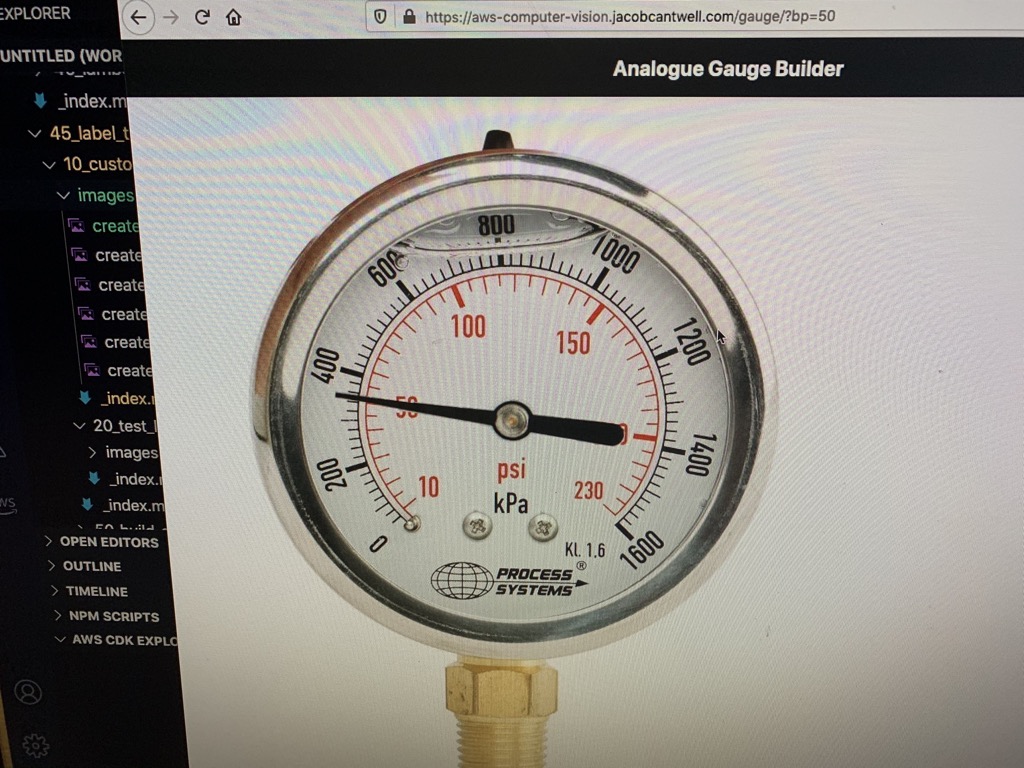 EXPLORER
https://aws-computer-vision.jacobcantwell.com/gauge/?bp=50
UNTITLED (WOR
Analogue Gauge Builder
_index.m
45_label_t
10_custo
images
create
create
create
create
create
create
_index.
20_test_
images
_index.
_index.m
OPEN EDITORS
OUTLINE
TIMELINE
NPM SCRIPTS
AWS CDK EXPLO
0
200
400
600
800
1000
1200
1400
1600
10
50
100
150
230
psi
kPa
Kl. 1.6
PROCESS ®
SYSTEMS